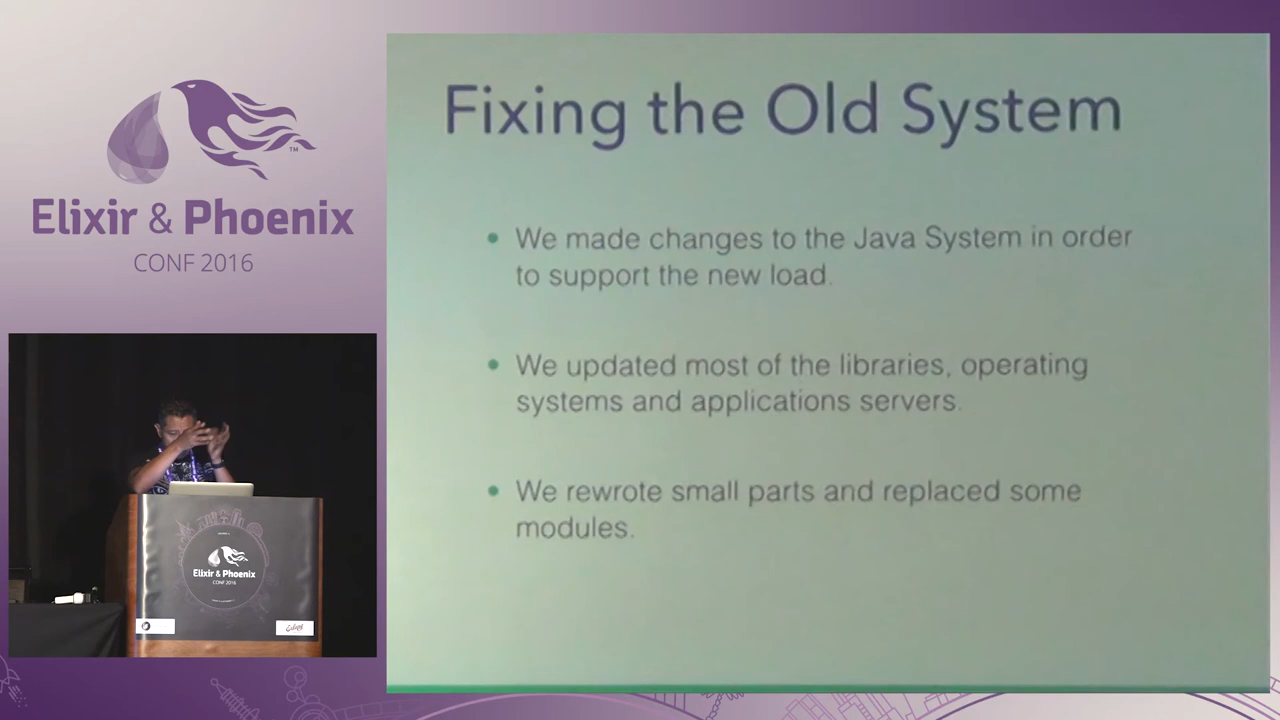 Elixir & Phoenix
CONF 2016
TM
Fixing the Old System
• We made changes to the Java System in order
to support the new load.
• We updated most of the libraries, operating
systems and applications servers.
• We rewrote small parts and replaced some
modules.
Elixir & Phoenix
CONF 2016